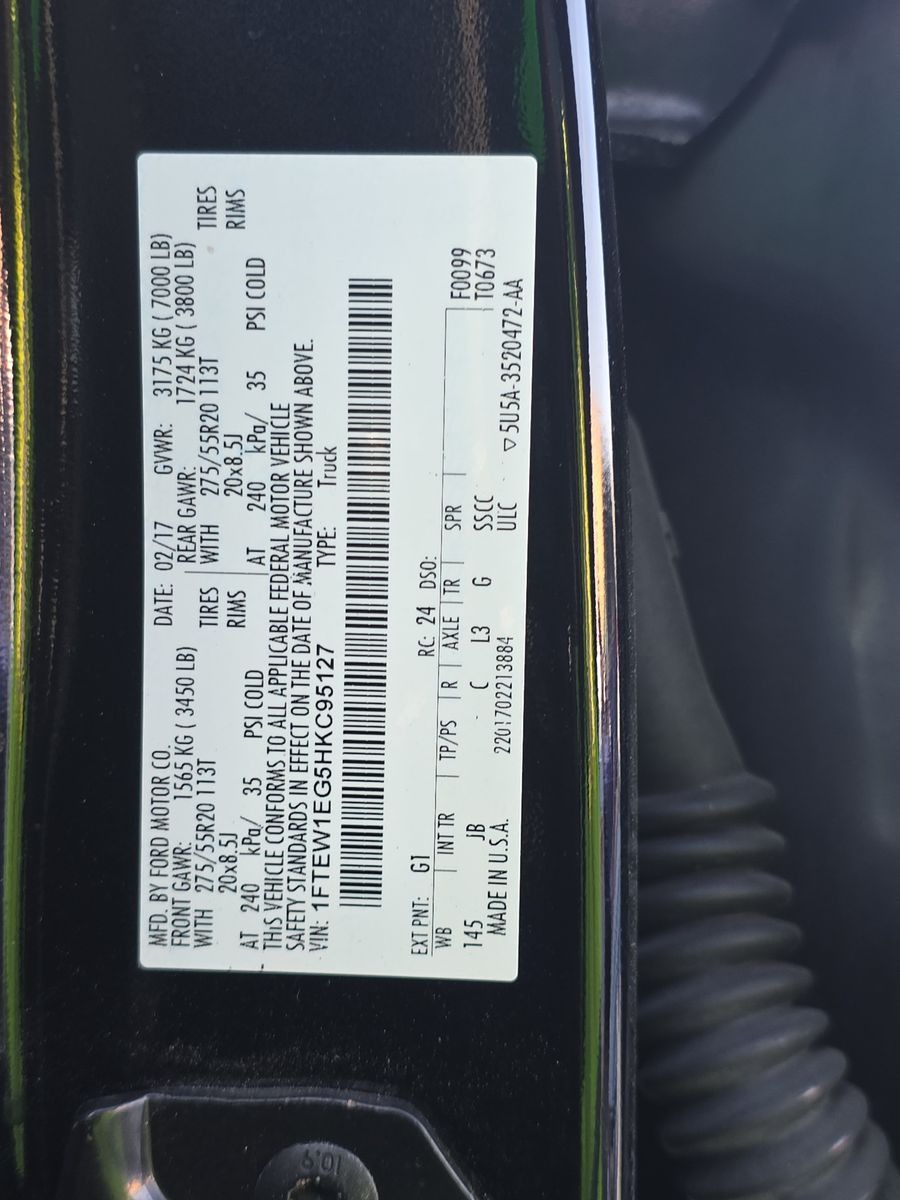 MFD. BY FORD MOTOR CO. DATE: 02/17 GVWR: 3175 KG ( 7000 LB)
FRONT GAWR: 1565 KG ( 3450 LB) REAR GAWR: 1724 KG ( 3800 LB)
WITH 275/55R20 113T TIRES WITH 275/55R20 113T TIRES
20x8.5J RIMS 20x8.5J RIMS
AT 240 kPa/ 35 PSI COLD AT 240 kPa/ 35 PSI COLD
THIS VEHICLE CONFORMS TO ALL APPLICABLE FEDERAL MOTOR VEHICLE
SAFETY STANDARDS IN EFFECT ON THE DATE OF MANUFACTURE SHOWN ABOVE.
VIN: 1FTEW1EG5HKC95127 TYPE: Truck
EXT PNT: G1 RC: 24 DSO:
WB INT TR TP/PS R AXLE TR SPR F0099
T0673
145 JB - C L3 G SSCC
MADE IN U.S.A. 2201702213884 ULC ▽5U5A-3520472-AA
10.9